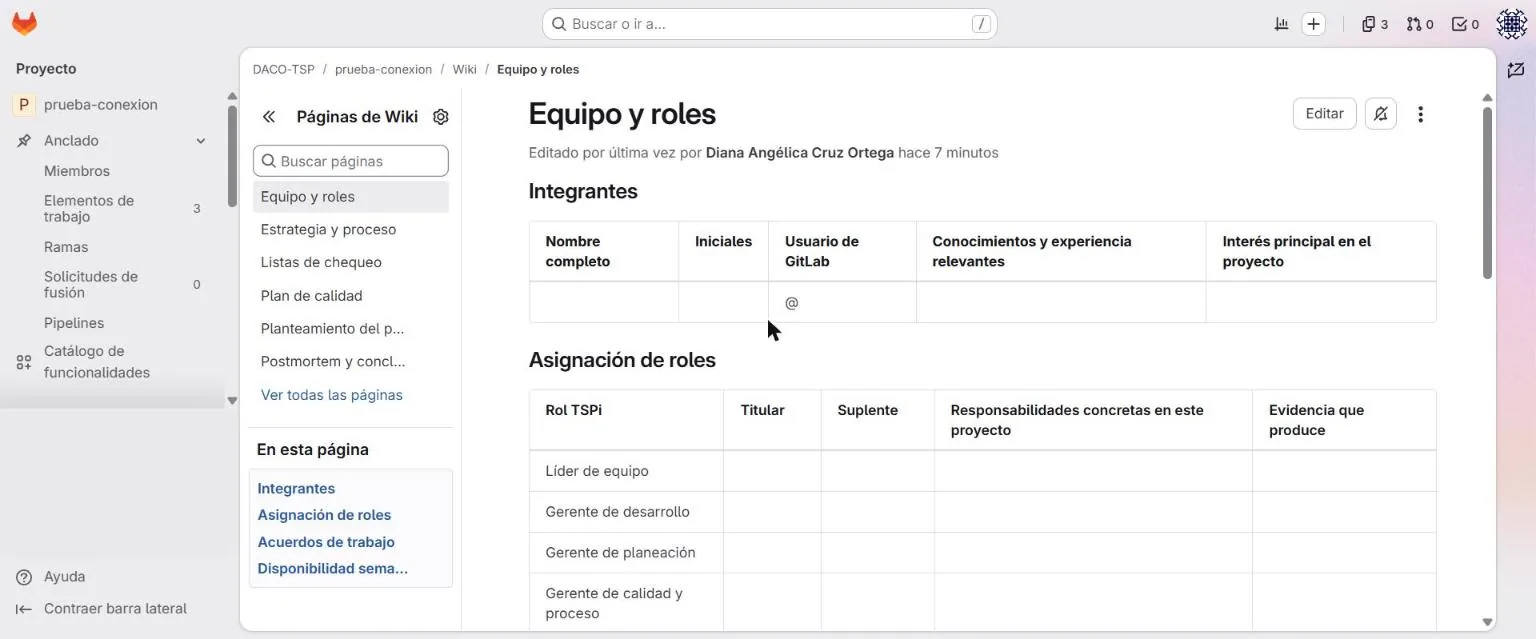 Buscar o ir a...
/
3
0
0
Proyecto
P prueba-conexion
Anclado
Miembros
Elementos de
trabajo
3
Ramas
Solicitudes de
fusión
0
Pipelines
Catálogo de
funcionalidades
Ayuda
Contraer barra lateral
DACO-TSP / prueba-conexion / Wiki / Equipo y roles
Páginas de Wiki
Buscar páginas
Equipo y roles
Estrategia y proceso
Listas de chequeo
Plan de calidad
Planteamiento del p...
Postmortem y concl...
Ver todas las páginas
En esta página
Integrantes
Asignación de roles
Acuerdos de trabajo
Disponibilidad sema...
Equipo y roles
Editar
Editado por última vez por Diana Angélica Cruz Ortega hace 7 minutos
Integrantes
Nombre
completo
Iniciales
Usuario de
GitLab
Conocimientos y experiencia
relevantes
Interés principal en el
proyecto
@
Asignación de roles
Rol TSPi
Titular
Suplente
Responsabilidades concretas en este
proyecto
Evidencia que
produce
Líder de equipo
Gerente de desarrollo
Gerente de planeación
Gerente de calidad y
proceso